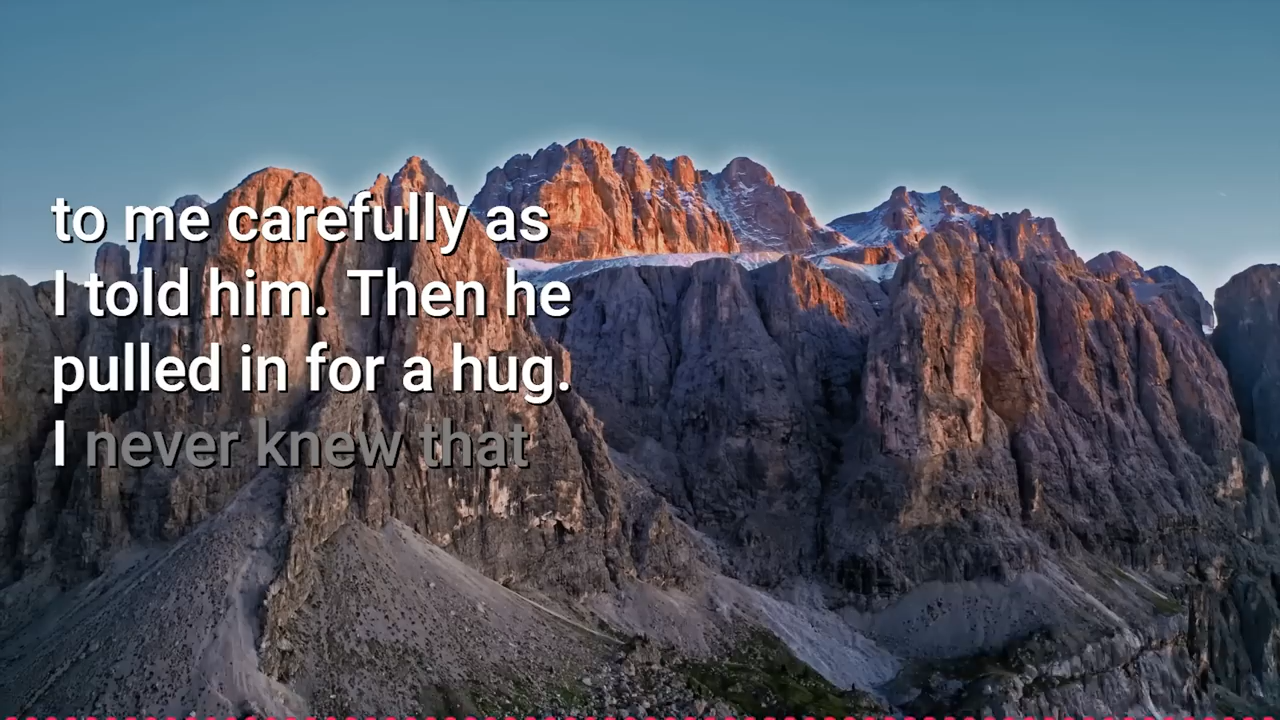 to me carefully as
I told him. Then he
pulled in for a hug.
I never knew that